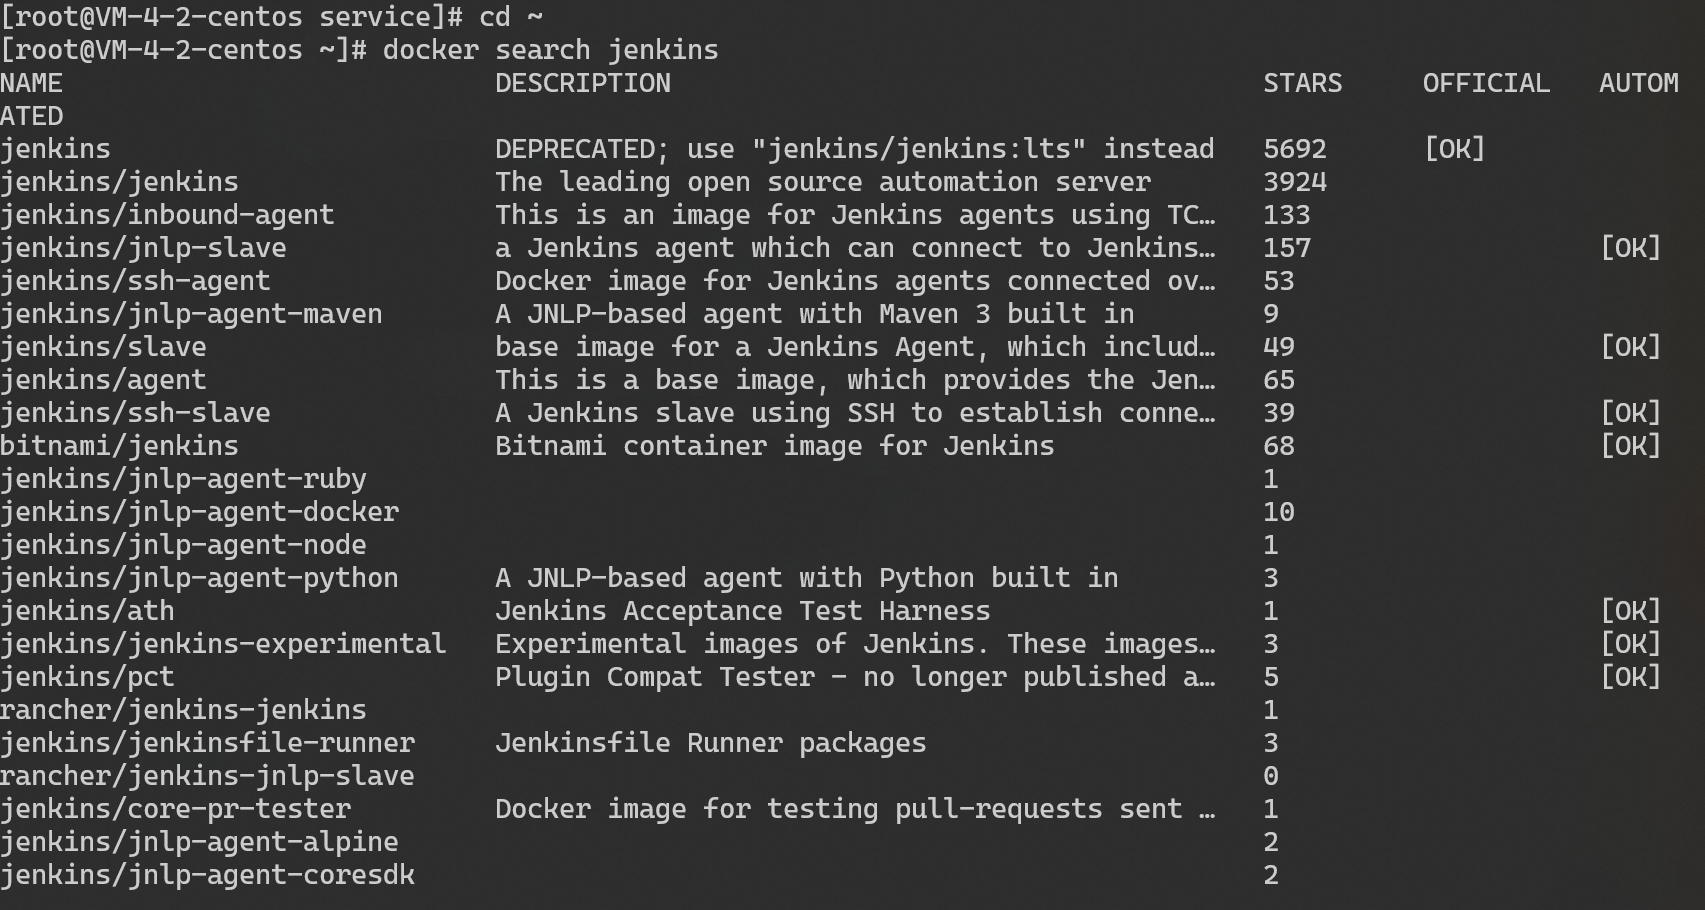 [root@VM-4-2-centos service]# cd ~
[root@VM-4-2-centos ~]# docker search jenkins
NAME                           DESCRIPTION                                     STARS     OFFICIAL   AUTOM
ATED
jenkins                        DEPRECATED; use "jenkins/jenkins:lts" instead   5692      [OK]
jenkins/jenkins                The leading open source automation server       3924
jenkins/inbound-agent          This is an image for Jenkins agents using TC…   133
jenkins/jnlp-slave             a Jenkins agent which can connect to Jenkins…   157                  [OK]
jenkins/ssh-agent              Docker image for Jenkins agents connected ov…   53
jenkins/jnlp-agent-maven       A JNLP-based agent with Maven 3 built in        9
jenkins/slave                  base image for a Jenkins Agent, which includ…   49                   [OK]
jenkins/agent                  This is a base image, which provides the Jen…   65
jenkins/ssh-slave              A Jenkins slave using SSH to establish conne…   39                   [OK]
bitnami/jenkins                Bitnami container image for Jenkins             68                   [OK]
jenkins/jnlp-agent-ruby                                                        1
jenkins/jnlp-agent-docker                                                      10
jenkins/jnlp-agent-node                                                        1
jenkins/jnlp-agent-python      A JNLP-based agent with Python built in         3
jenkins/ath                    Jenkins Acceptance Test Harness                 1                    [OK]
jenkins/jenkins-experimental   Experimental images of Jenkins. These images…   3                    [OK]
jenkins/pct                    Plugin Compat Tester - no longer published a…   5                    [OK]
rancher/jenkins-jenkins                                                        1
jenkins/jenkinsfile-runner     Jenkinsfile Runner packages                     3
rancher/jenkins-jnlp-slave                                                     0
jenkins/core-pr-tester         Docker image for testing pull-requests sent …   1
jenkins/jnlp-agent-alpine                                                      2
jenkins/jnlp-agent-coresdk                                                     2